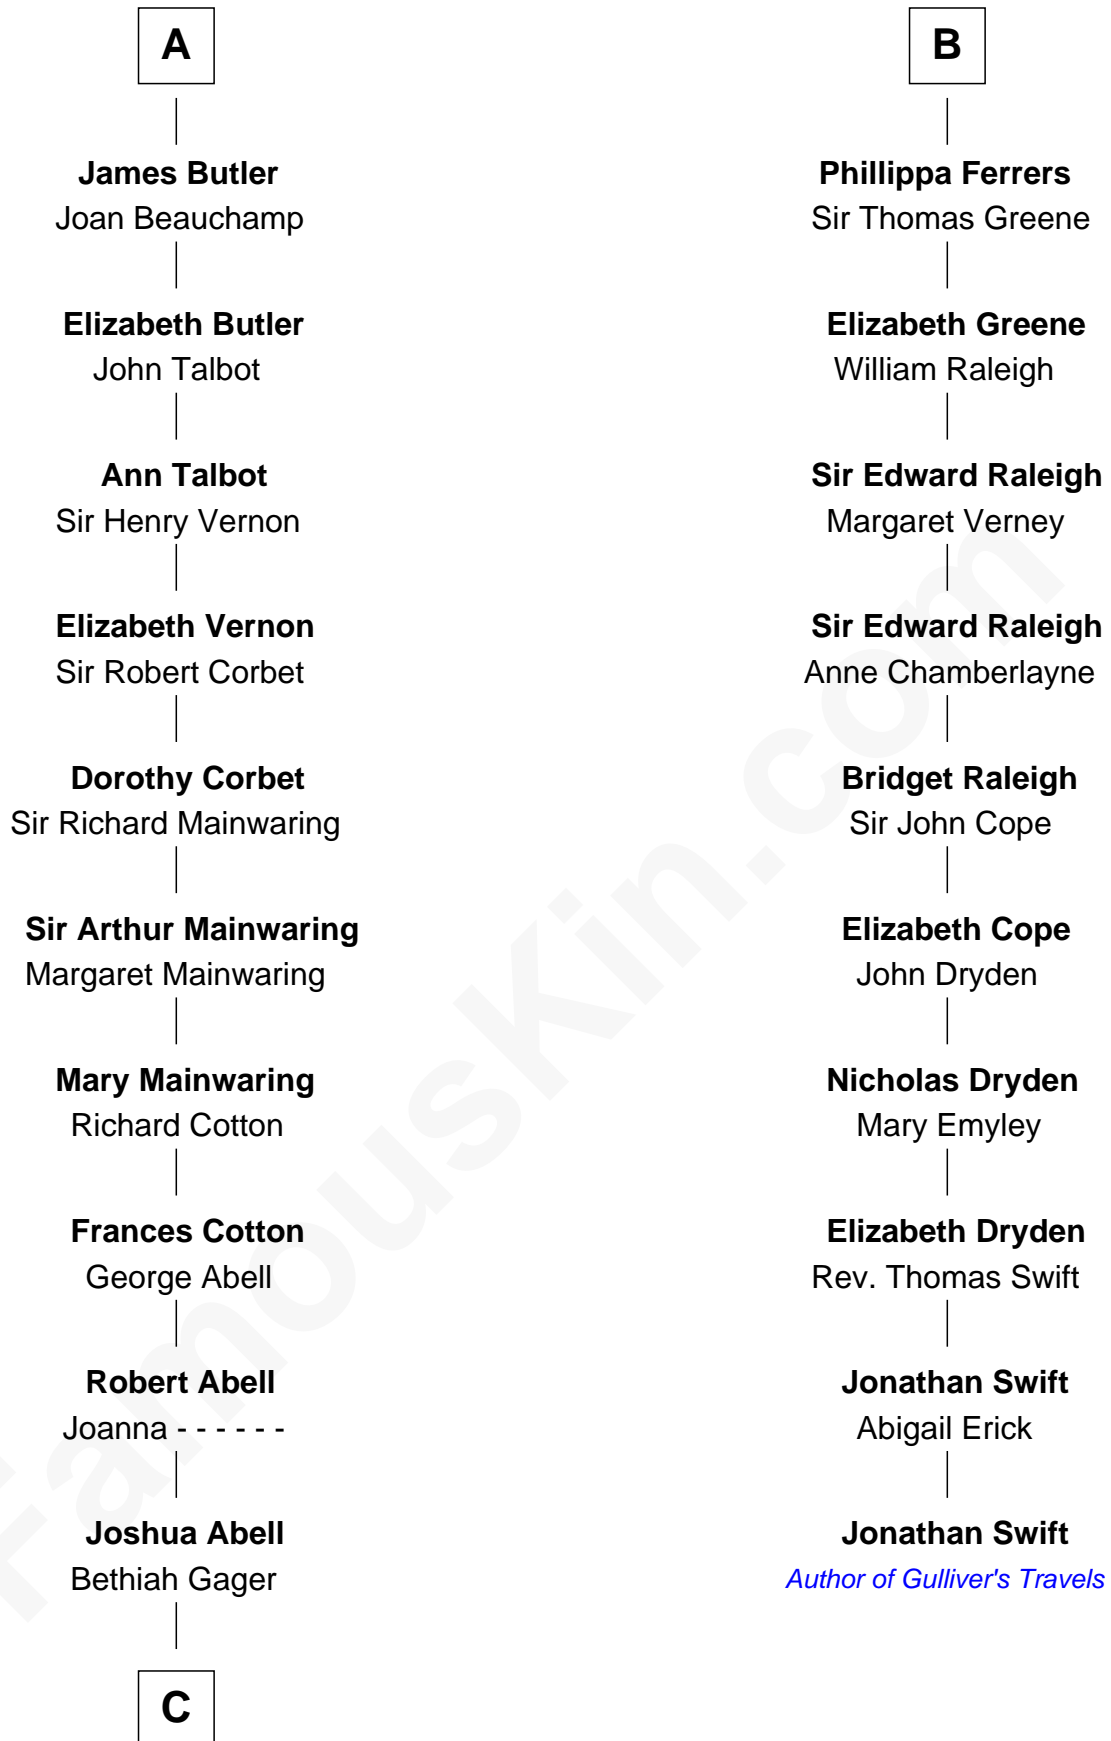 A
James Butler
Joan Beauchamp
Elizabeth Butler
John Talbot
Ann Talbot
Sir Henry Vernon
Elizabeth Vernon
Sir Robert Corbet
Dorothy Corbet
Sir Richard Mainwaring
Sir Arthur Mainwaring
Margaret Mainwaring
Mary Mainwaring
Richard Cotton
Frances Cotton
George Abell
Robert Abell
Joanna - - - - - -
Joshua Abell
Bethiah Gager
C
B
Phillippa Ferrers
Sir Thomas Greene
Elizabeth Greene
William Raleigh
Sir Edward Raleigh
Margaret Verney
Sir Edward Raleigh
Anne Chamberlayne
Bridget Raleigh
Sir John Cope
Elizabeth Cope
John Dryden
Nicholas Dryden
Mary Emyley
Elizabeth Dryden
Rev. Thomas Swift
Jonathan Swift
Abigail Erick
Jonathan Swift
Author of Gulliver's Travels
FamousKin.com